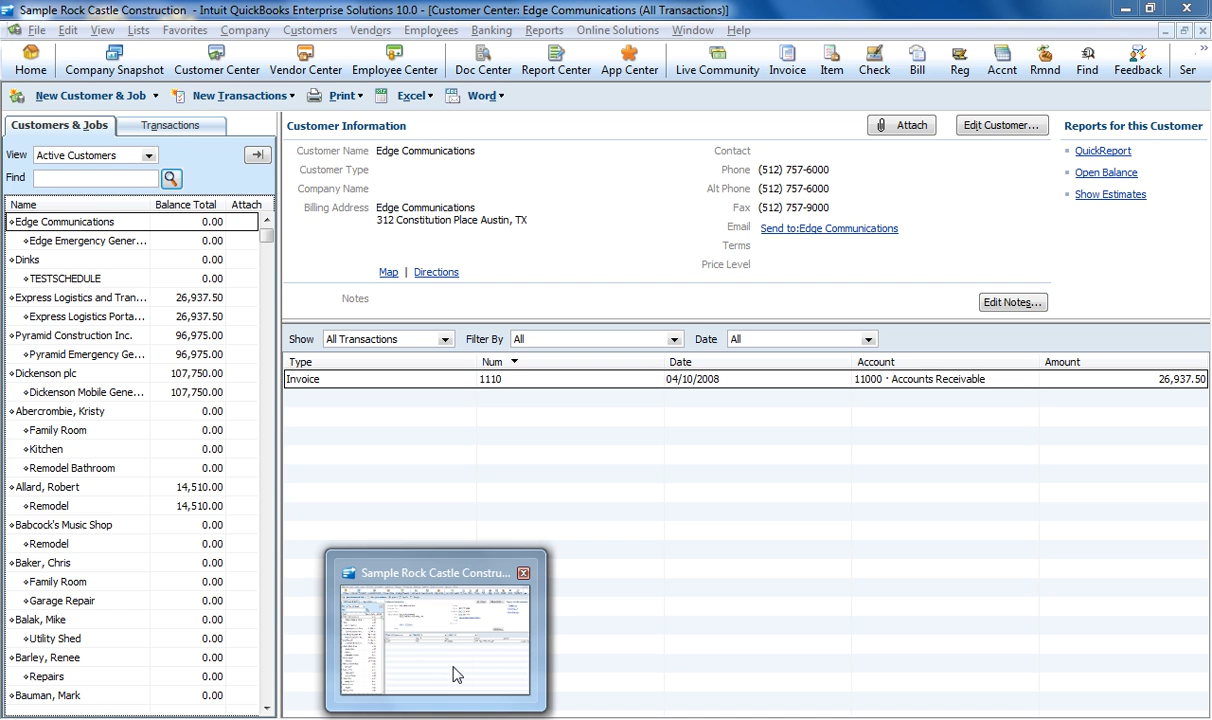 Sample Rock Castle Construction - Intuit QuickBooks Enterprise Solutions 10.0 - [Customer Center: Edge Communications (All Transactions)]
File Edit View Lists Favorites Company Customers Vendors Employees Banking Reports Online Solutions Window Help
Home Company Snapshot Customer Center Vendor Center Employee Center Doc Center Report Center App Center Live Community Invoice Item Check Bill Reg Accnt Rmnd Find Feedback Ser
New Customer & Job New Transactions Print Excel Word
Customers & Jobs Transactions
View Active Customers
Find
Name Balance Total Attach
Edge Communications 0.00
Edge Emergency Gener... 0.00
Dinks 0.00
TESTSCHEDULE 0.00
Express Logistics and Tran... 26,937.50
Express Logistics Porta... 26,937.50
Pyramid Construction Inc. 96,975.00
Pyramid Emergency Ge... 96,975.00
Dickenson plc 107,750.00
Dickenson Mobile Gene... 107,750.00
Abercrombie, Kristy 0.00
Family Room 0.00
Kitchen 0.00
Remodel Bathroom 0.00
Allard, Robert 14,510.00
Remodel 14,510.00
Babcock's Music Shop 0.00
Remodel 0.00
Baker, Chris 0.00
Family Room 0.00
Garage Repair 0.00
Balak, Mike 0.00
Utility Shed 0.00
Barley, Renee 0.00
Repairs 0.00
Bauman, Mark 0.00
Customer Information Attach Edit Customer...
Customer Name Edge Communications
Customer Type
Company Name
Billing Address Edge Communications
312 Constitution Place Austin, TX
Map | Directions
Contact
Phone (512) 757-6000
Alt Phone (512) 757-6000
Fax (512) 757-9000
Email Send to:Edge Communications
Terms
Price Level
Notes Edit Notes...
Reports for this Customer
QuickReport
Open Balance
Show Estimates
Show All Transactions Filter By All Date All
Type Num Date Account Amount
Invoice 1110 04/10/2008 11000 · Accounts Receivable 26,937.50
Sample Rock Castle Constru...